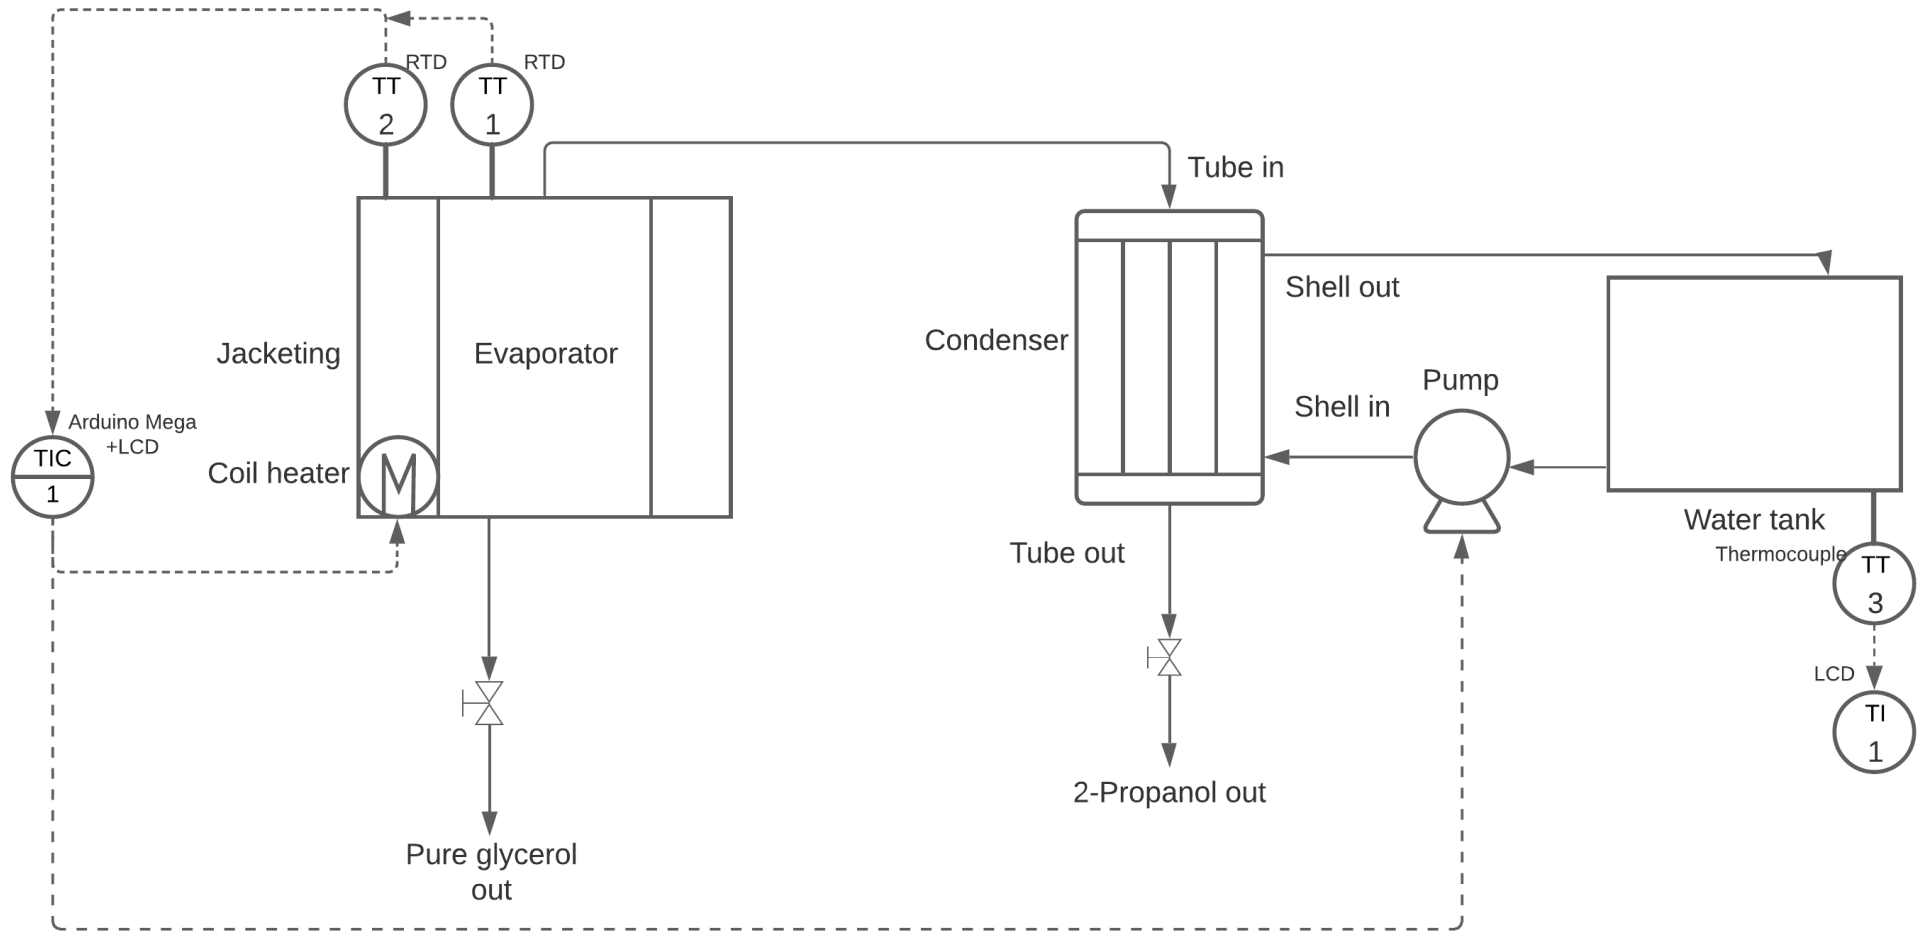 RTD
RTD
TT
2
TT
1
Tube in
Shell out
Condenser
Jacketing
Evaporator
Pump
Shell in
Arduino Mega
+LCD
TIC
1
Coil heater
M
Water tank
Thermocouple
TT
3
Tube out
LCD
TI
1
2-Propanol out
Pure glycerol
out